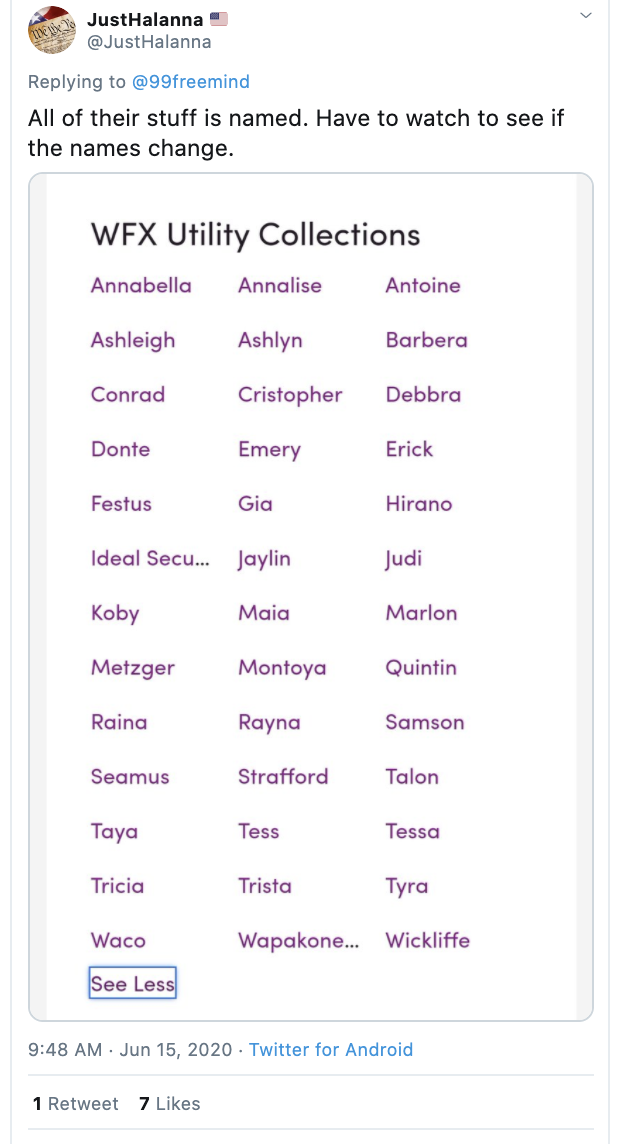 JustHalanna 🇺🇸
@JustHalanna
Replying to @99freemind
All of their stuff is named. Have to watch to see if
the names change.
WFX Utility Collections
Annabella Annalise Antoine
Ashleigh Ashlyn Barbera
Conrad Cristopher Debbra
Donte Emery Erick
Festus Gia Hirano
Ideal Secu... Jaylin Judi
Koby Maia Marlon
Metzger Montoya Quintin
Raina Rayna Samson
Seamus Strafford Talon
Taya Tess Tessa
Tricia Trista Tyra
Waco Wapakone... Wickliffe
See Less
9:48 AM · Jun 15, 2020 · Twitter for Android
1 Retweet 7 Likes